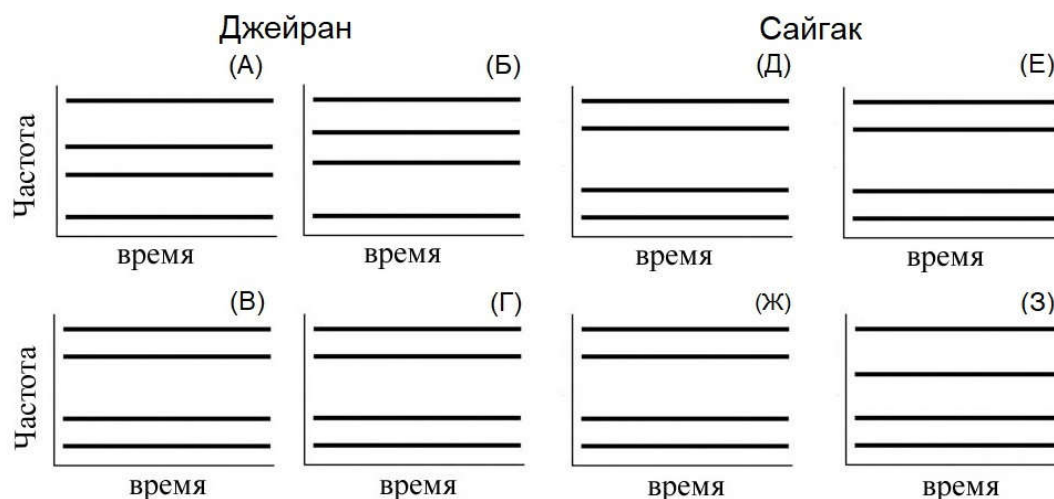 Джейран
Сайгак
(А)
(Б)
(Д)
(Е)
Частота
время
время
время
время
(В)
(Г)
(Ж)
(З)
Частота
время
время
время
время